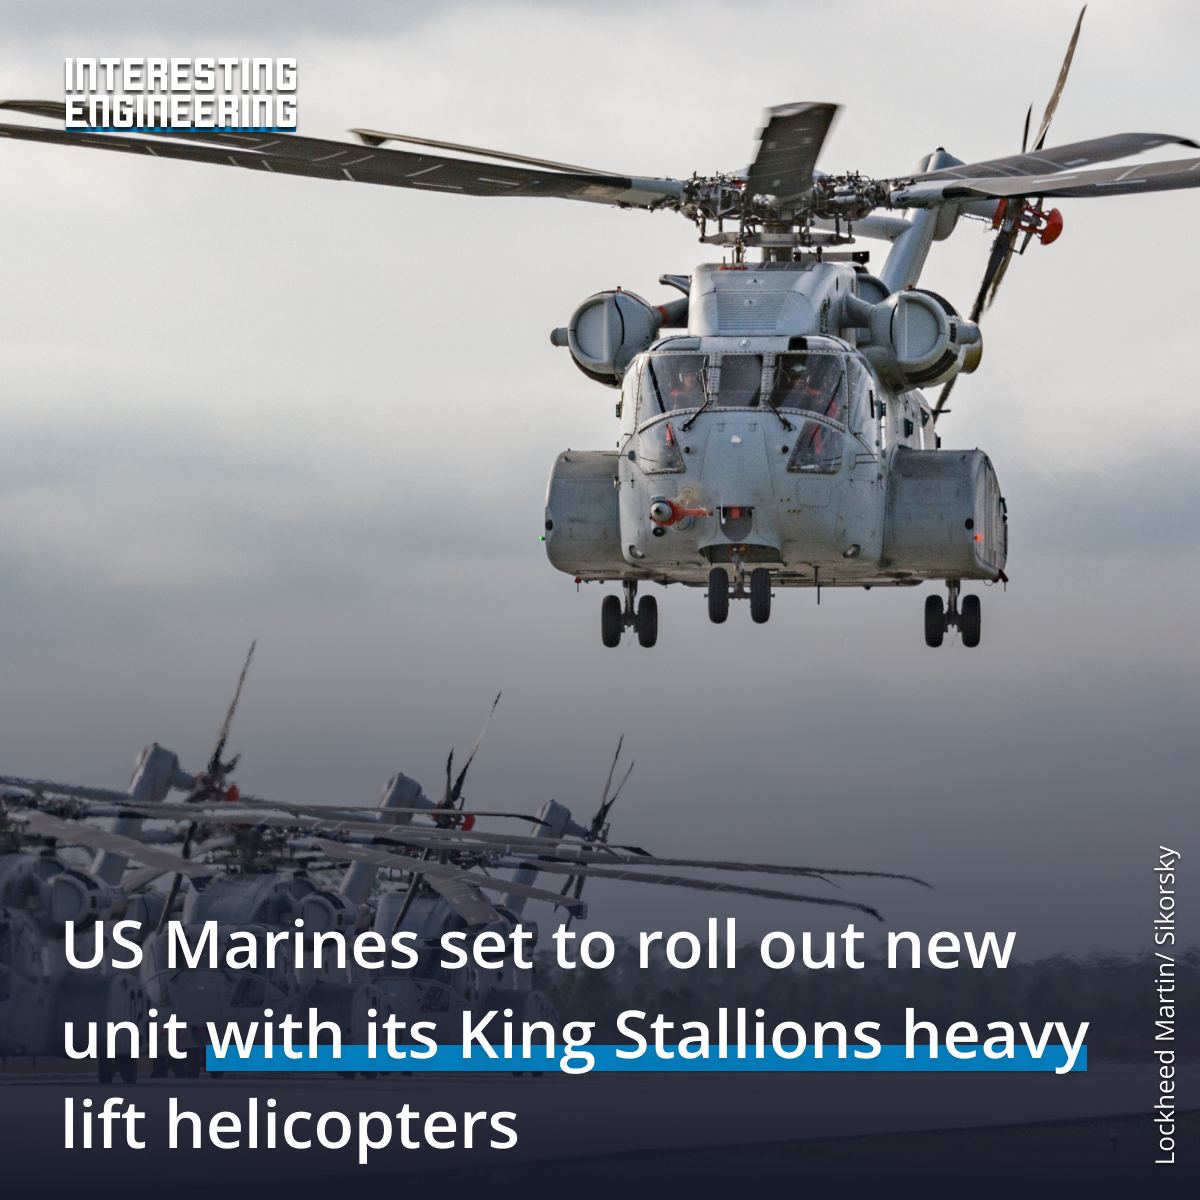 INTERESTING
ENGINEERING
US Marines set to roll out new
unit with its King Stallions heavy
lift helicopters
Lockheed Martin/ Sikorsky